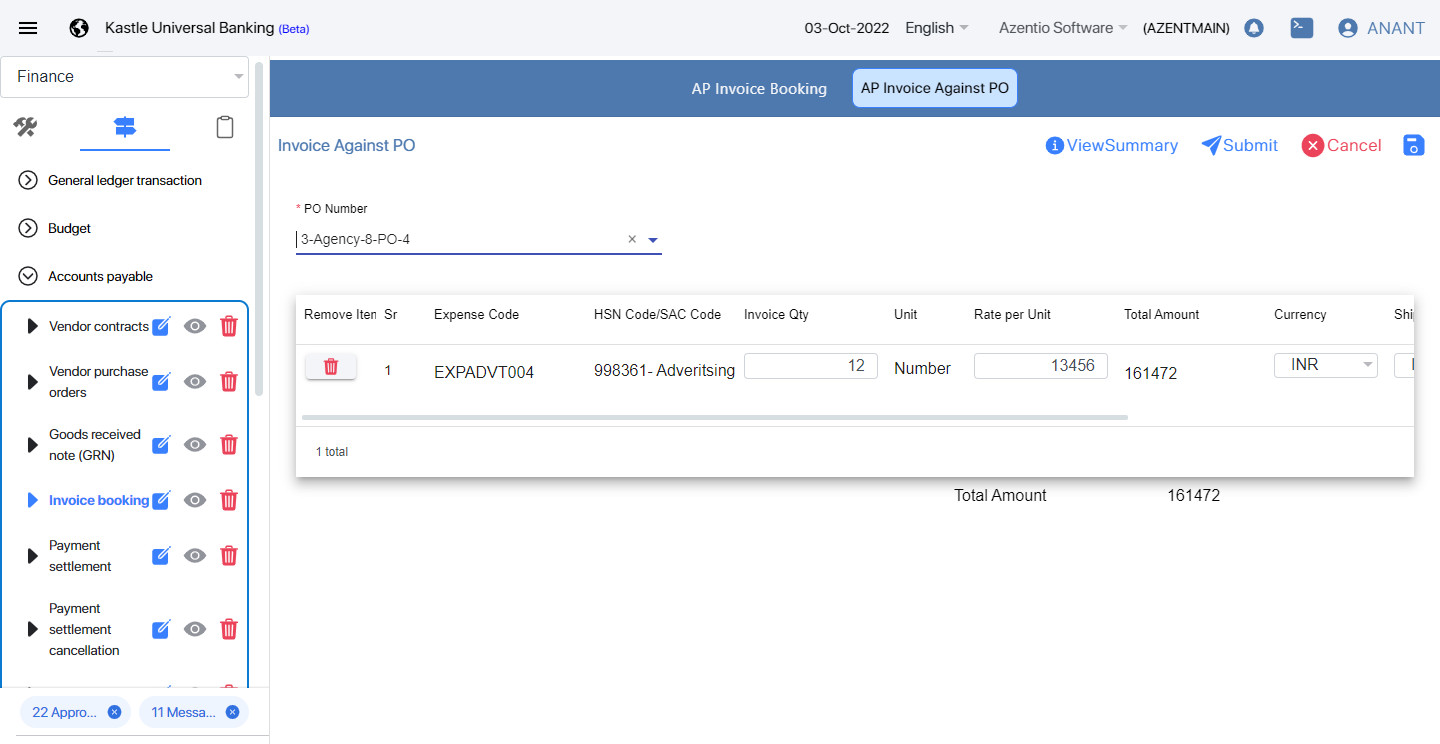 Kastle Universal Banking (Beta)
03-Oct-2022
English
Azentio Software
(AZENTMAIN)
ANANT
Finance
AP Invoice Booking
AP Invoice Against PO
Invoice Against PO
ViewSummary
Submit
Cancel
General ledger transaction
Budget
Accounts payable
Vendor contracts
Vendor purchase
orders
Goods received
note (GRN)
Invoice booking
Payment
settlement
Payment
settlement
cancellation
22 Appro...
11 Messa...
* PO Number
3-Agency-8-PO-4
Remove Iten Sr Expense Code HSN Code/SAC Code Invoice Qty Unit Rate per Unit Total Amount Currency Ship
1 EXPADVT004 998361- Adveritsing 12 Number 13456 161472 INR
1 total
Total Amount 161472